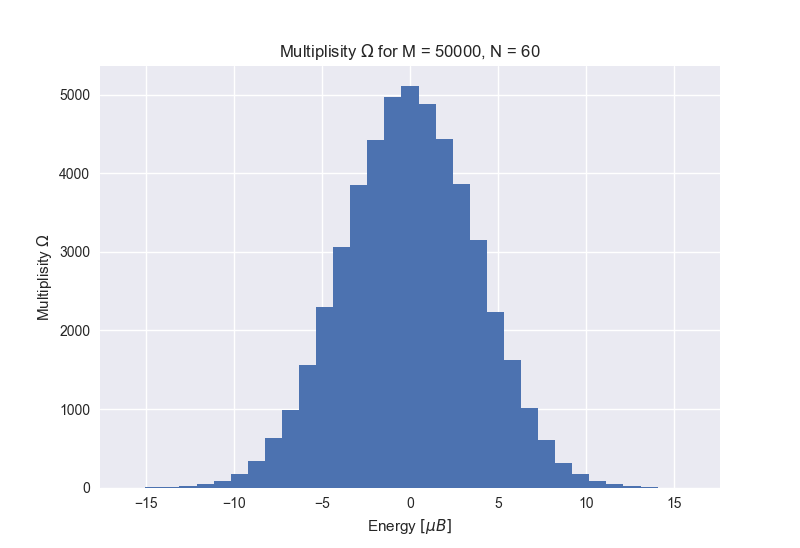 Multiplisity Ω for M = 50000, N = 60
Multiplisity Ω
5000
4000
3000
2000
1000
0
−15 −10 −5 0 5 10 15
Energy [μB]